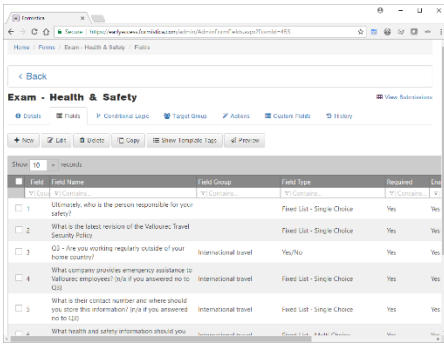 Formistica
Secure https://earlyaccess.formistica.com/admin/AdminFormFields.aspx?FormId=455
Home / Forms / Exam - Health & Safety / Fields
< Back
Exam - Health & Safety
View Submissions
Details Fields Conditional Logic Target Group Actions Custom Fields History
+ New Edit Delete Copy Show Template Tags Preview
Show 10 records
Field Field Name Field Group Field Type Required Ena
Contains... Contains... Contains... Contains...
1 Ultimately, who is the person responsible for your safety? Fixed List - Single Choice Yes Yes
2 What is the latest revision of the Vallourec Travel Security Policy Fixed List - Single Choice Yes Yes
3 Q3 - Are you working regularly outside of your home country? International travel Yes/No Yes Yes
4 What company provides emergency assistance to Vallourec employees? (n/a if you answered no to Q3) International travel Fixed List - Single Choice Yes Yes
5 What is their contact number and where should you store this information? (n/a if you answered no to Q3) International travel Fixed List - Single Choice Yes Yes
What health and safety information should you International travel Fixed List - Multi Choice Yes Yes